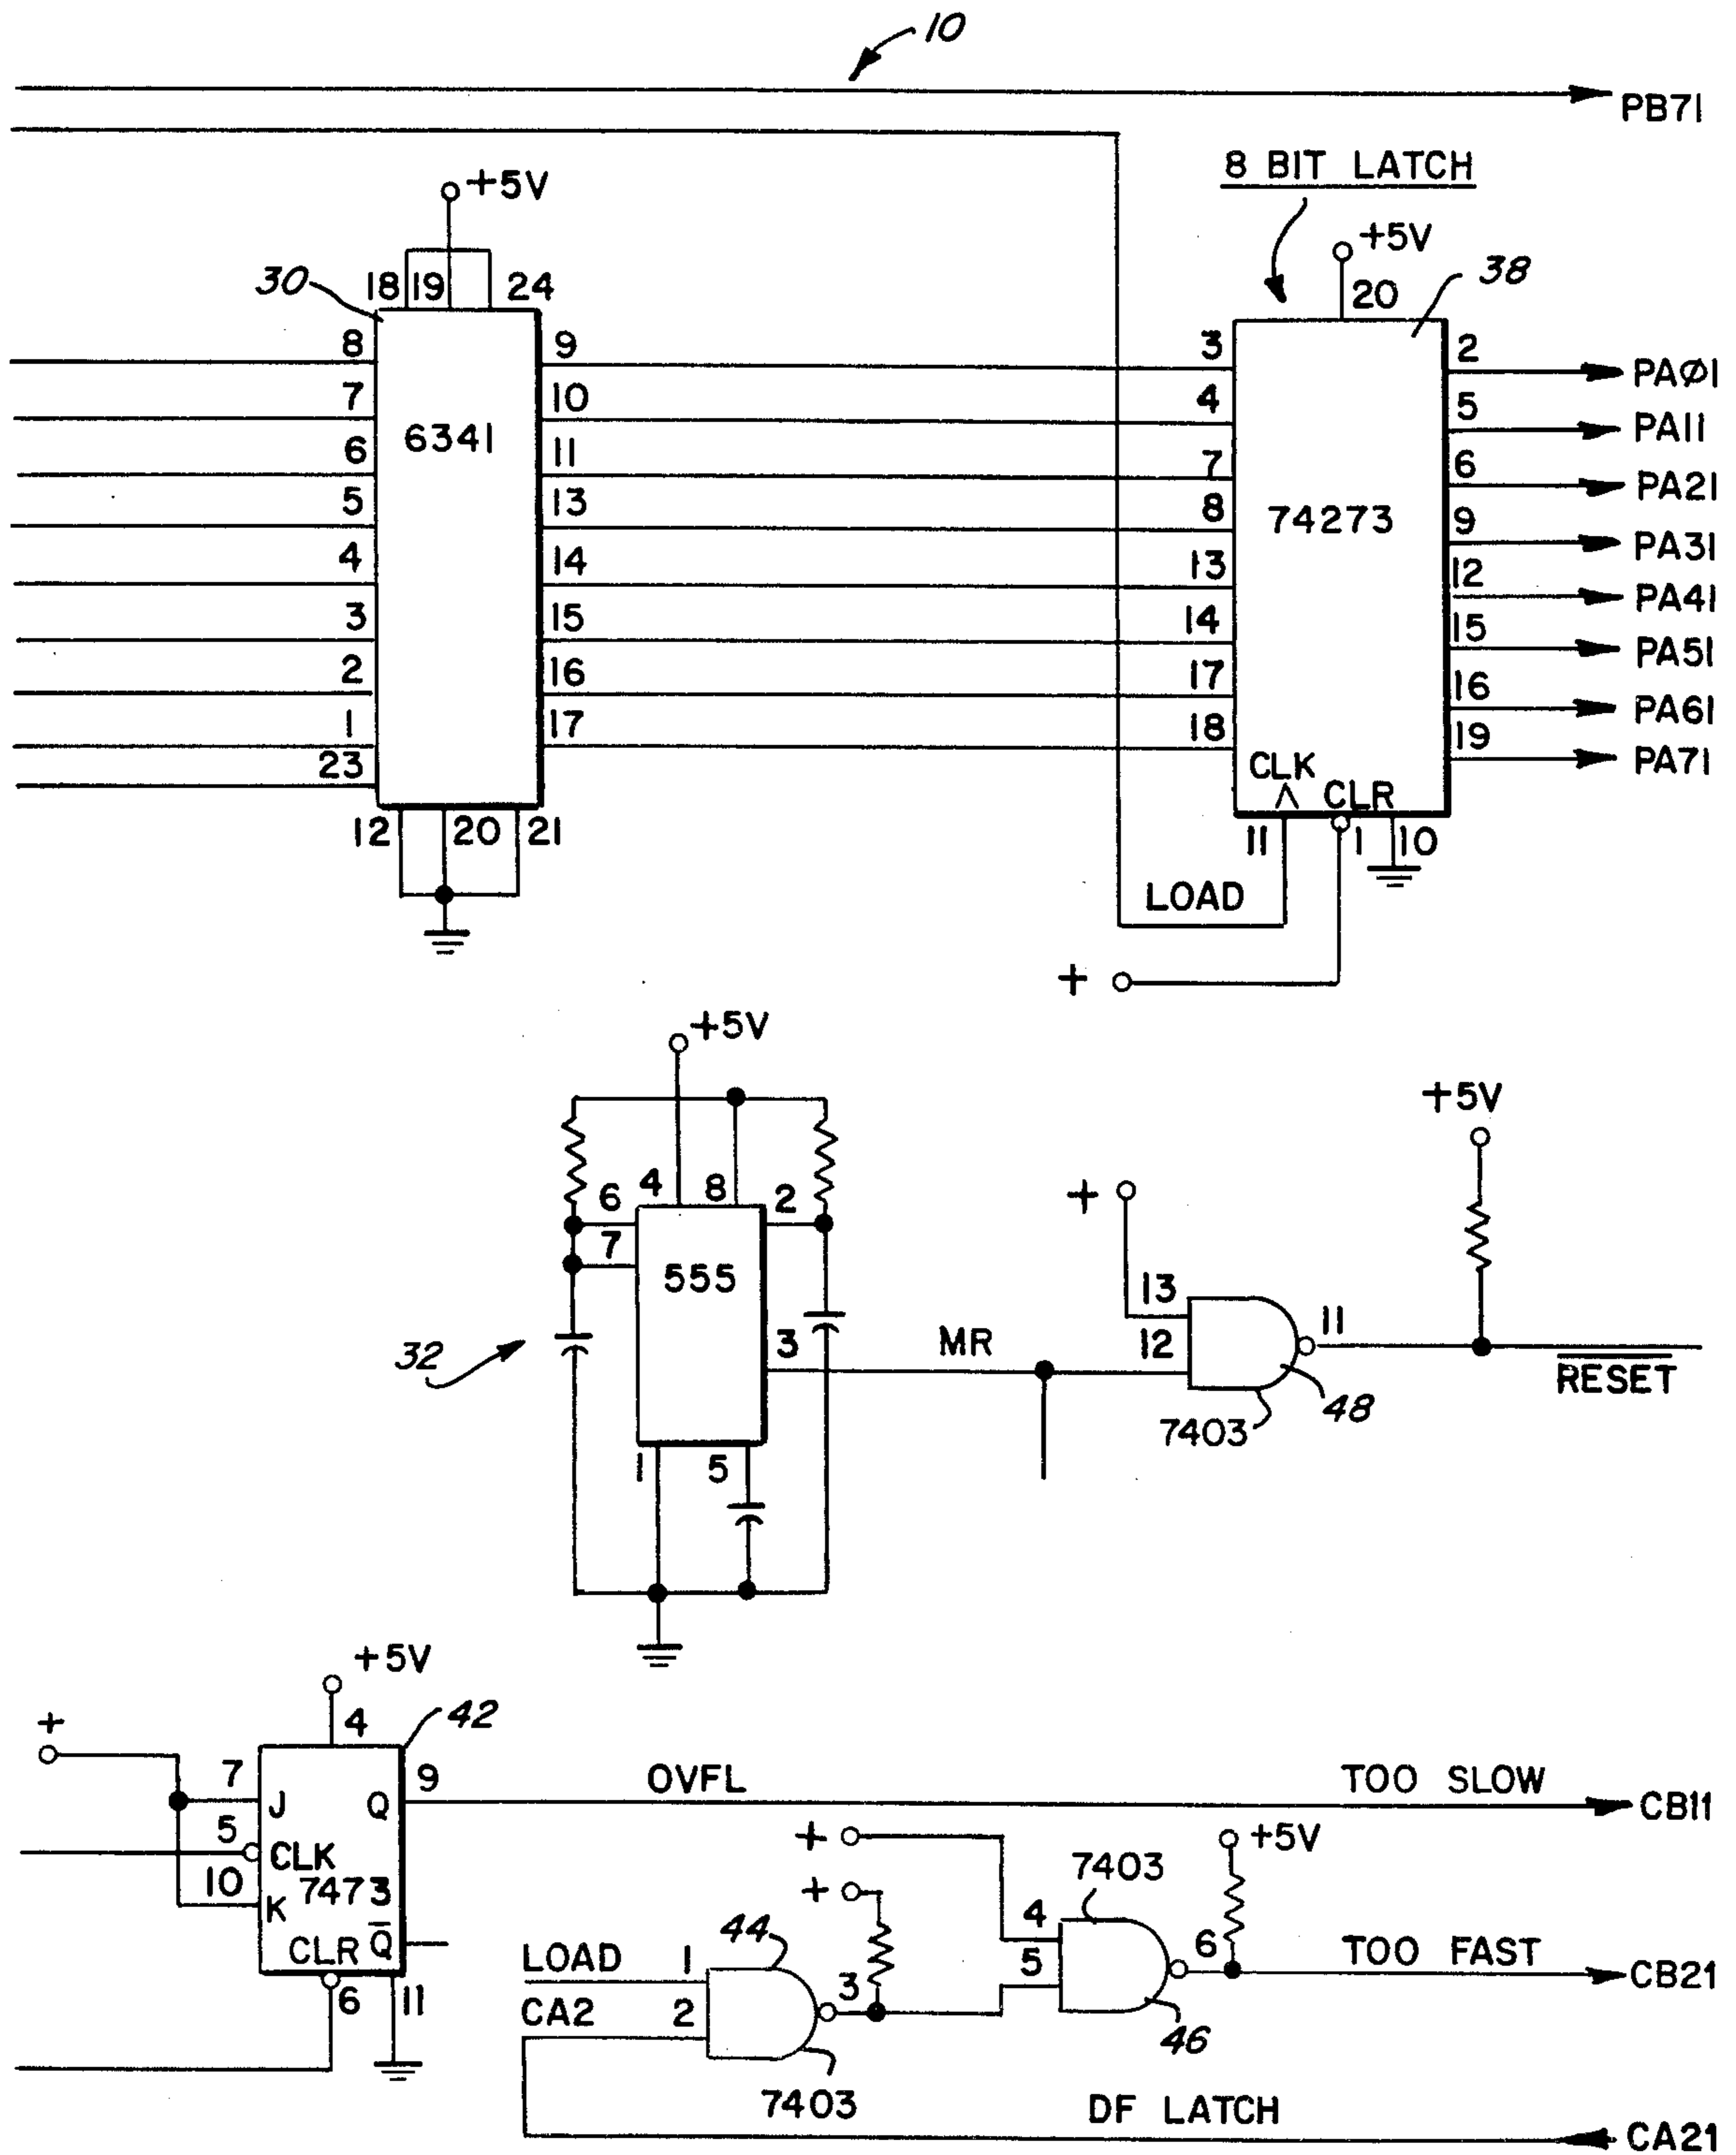 10
PB71
8 BIT LATCH
+5V
+5V
30
18 19 24
20
38
8 9 3 2 PAØ1
7 10 4 5 PA11
6341
6 11 7 6 PA21
5 13 8 74273 9 PA31
4 14 13 12 PA41
3 15 14 15 PA51
2 16 17 16 PA61
1 17 18 19 PA71
23
CLK
CLR
12 20 21
11 1 10
LOAD
+
+5V
+5V
+
6 4 8 2
7
555
13
12
11
3
MR
32
RESET
48
7403
1 5
+5V
+
4
42
7
9
OVFL
TOO SLOW
CB11
J Q
5
CLK
+
+5V
7403
10
7473
K
+
4
CLR Q
44
5
6
TOO FAST
CB21
LOAD
1
3
6 11
CA2
2
46
7403
DF LATCH
CA21